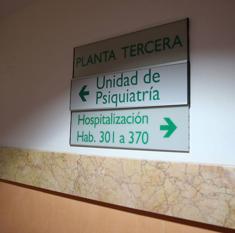 PLANTA TERCERA
Unidad de
Psiquiatría
Hospitalización
Hab. 301 a 370